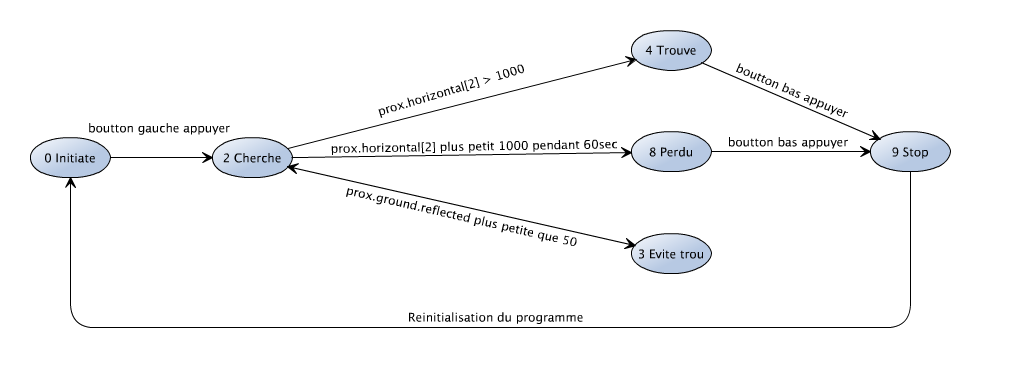 4 Trouve
boutton bas appuyer
prox.horizontal[2] > 1000
boutton gauche appuyer
prox.horizontal[2] plus petit 1000 pendant 60sec
boutton bas appuyer
0 Initiate
2 Cherche
8 Perdu
9 Stop
prox.ground.reflected plus petite que 50
3 Evite trou
Reinitialisation du programme